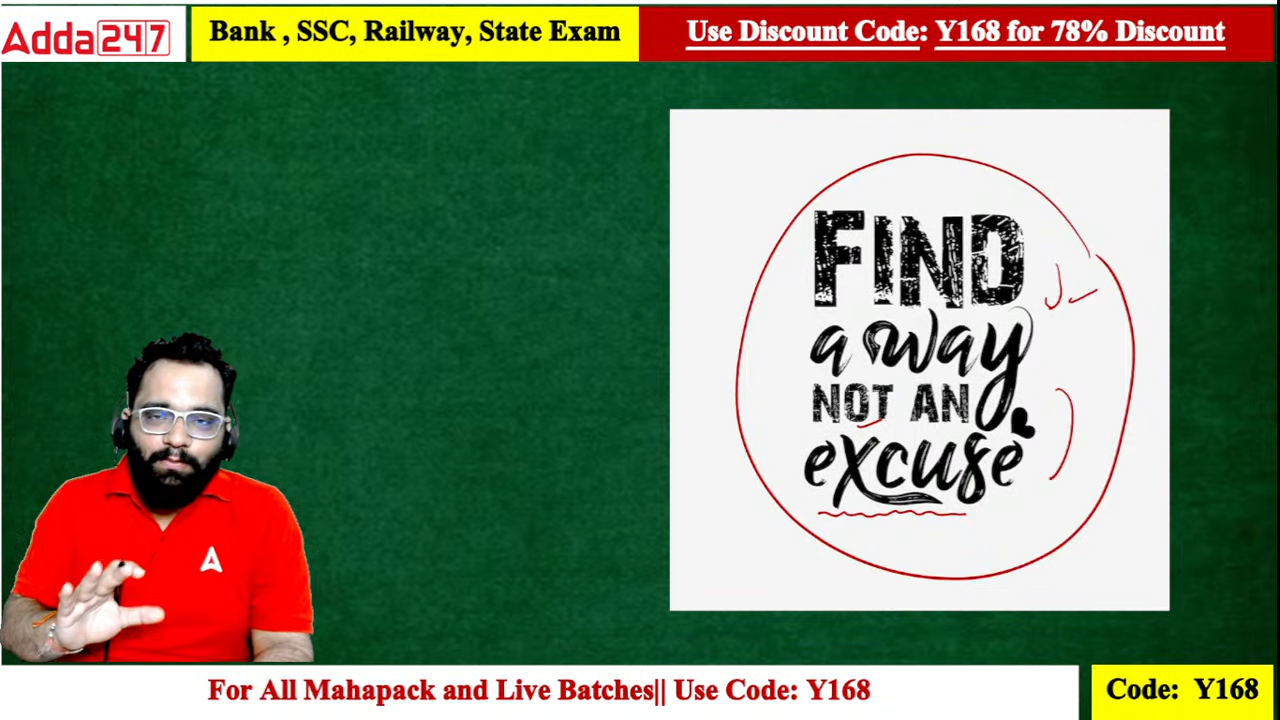 Adda247
Bank , SSC, Railway, State Exam
Use Discount Code: Y168 for 78% Discount
FIND
a way
NOT AN
excuse
For All Mahapack and Live Batches|| Use Code: Y168
Code: Y168